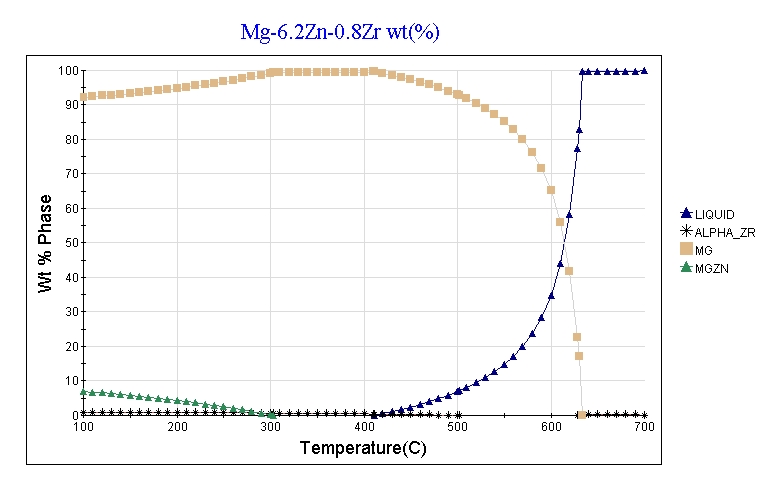 Mg-6.2Zn-0.8Zr wt(%)
100
90
80
70
60
50
40
30
20
10
0
Wt % Phase
100 200 300 400 500 600 700
Temperature(C)
LIQUID
ALPHA_ZR
MG
MGZN